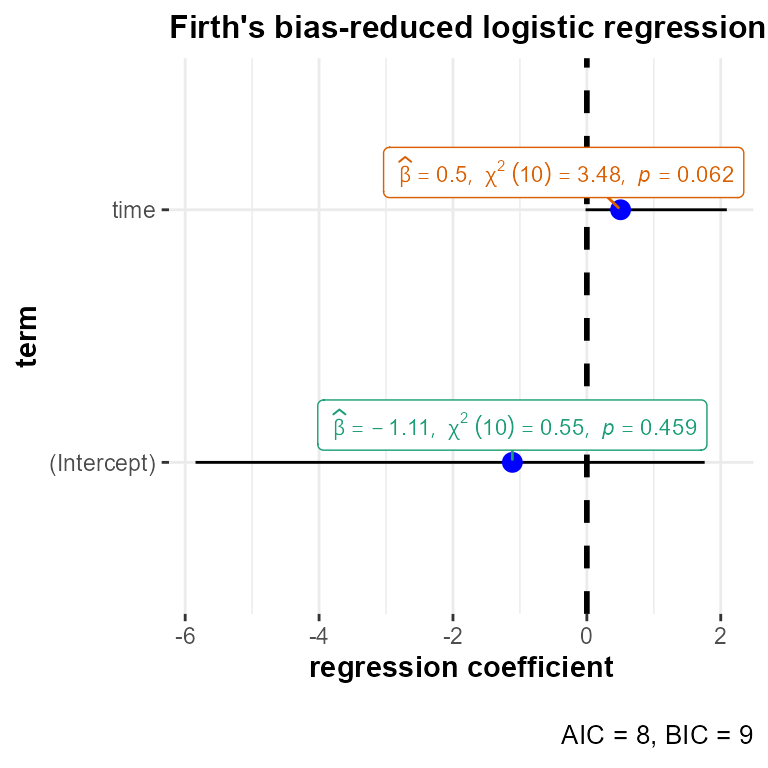 Firth's bias-reduced logistic regression
β̂ = 0.5, χ² (10) = 3.48, p = 0.062
time
term
β̂ = − 1.11, χ² (10) = 0.55, p = 0.459
(Intercept)
-6 -4 -2 0 2
regression coefficient
AIC = 8, BIC = 9